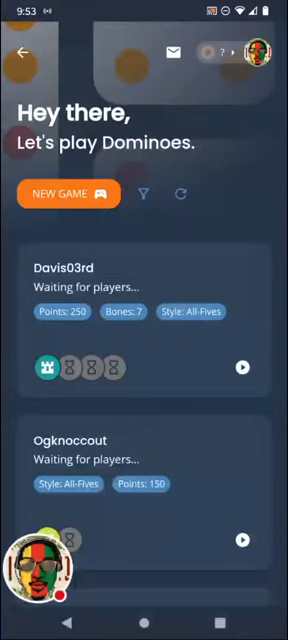 9:53
?
Hey there,
Let's play Dominoes.
NEW GAME
Davis03rd
Waiting for players...
Points: 250 Bones: 7 Style: All-Fives
Ogknoccout
Waiting for players...
Style: All-Fives Points: 150